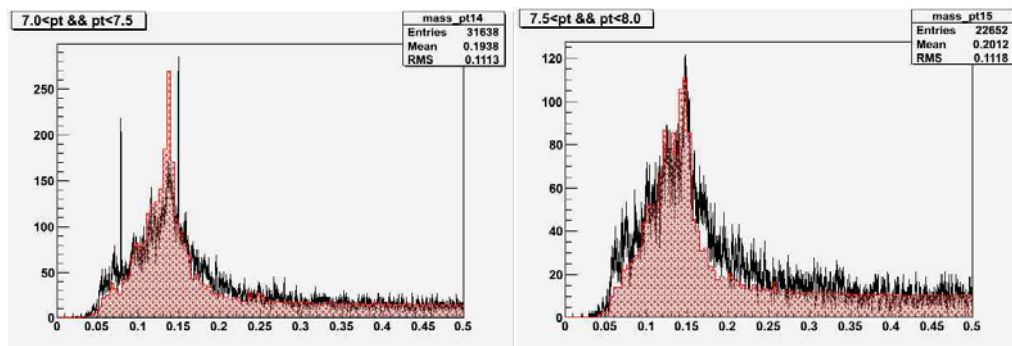 7.0<pt && pt<7.5
mass_pt14
Entries 31638
Mean 0.1938
RMS 0.1113
250
200
150
100
50
0
0 0.05 0.1 0.15 0.2 0.25 0.3 0.35 0.4 0.45 0.5
7.5<pt && pt<8.0
mass_pt15
Entries 22652
Mean 0.2012
RMS 0.1118
120
100
80
60
40
20
0
0 0.05 0.1 0.15 0.2 0.25 0.3 0.35 0.4 0.45 0.5